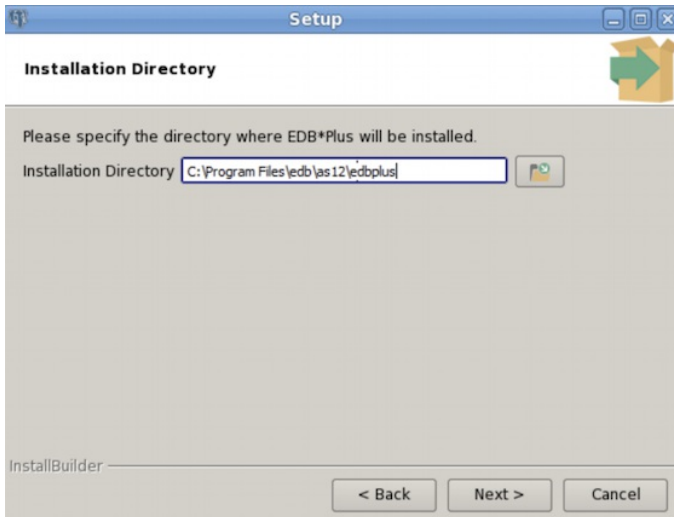 Setup
Installation Directory
Please specify the directory where EDB*Plus will be installed.
Installation Directory C:\Program Files\edb\as12\edbplus
InstallBuilder
< Back Next > Cancel